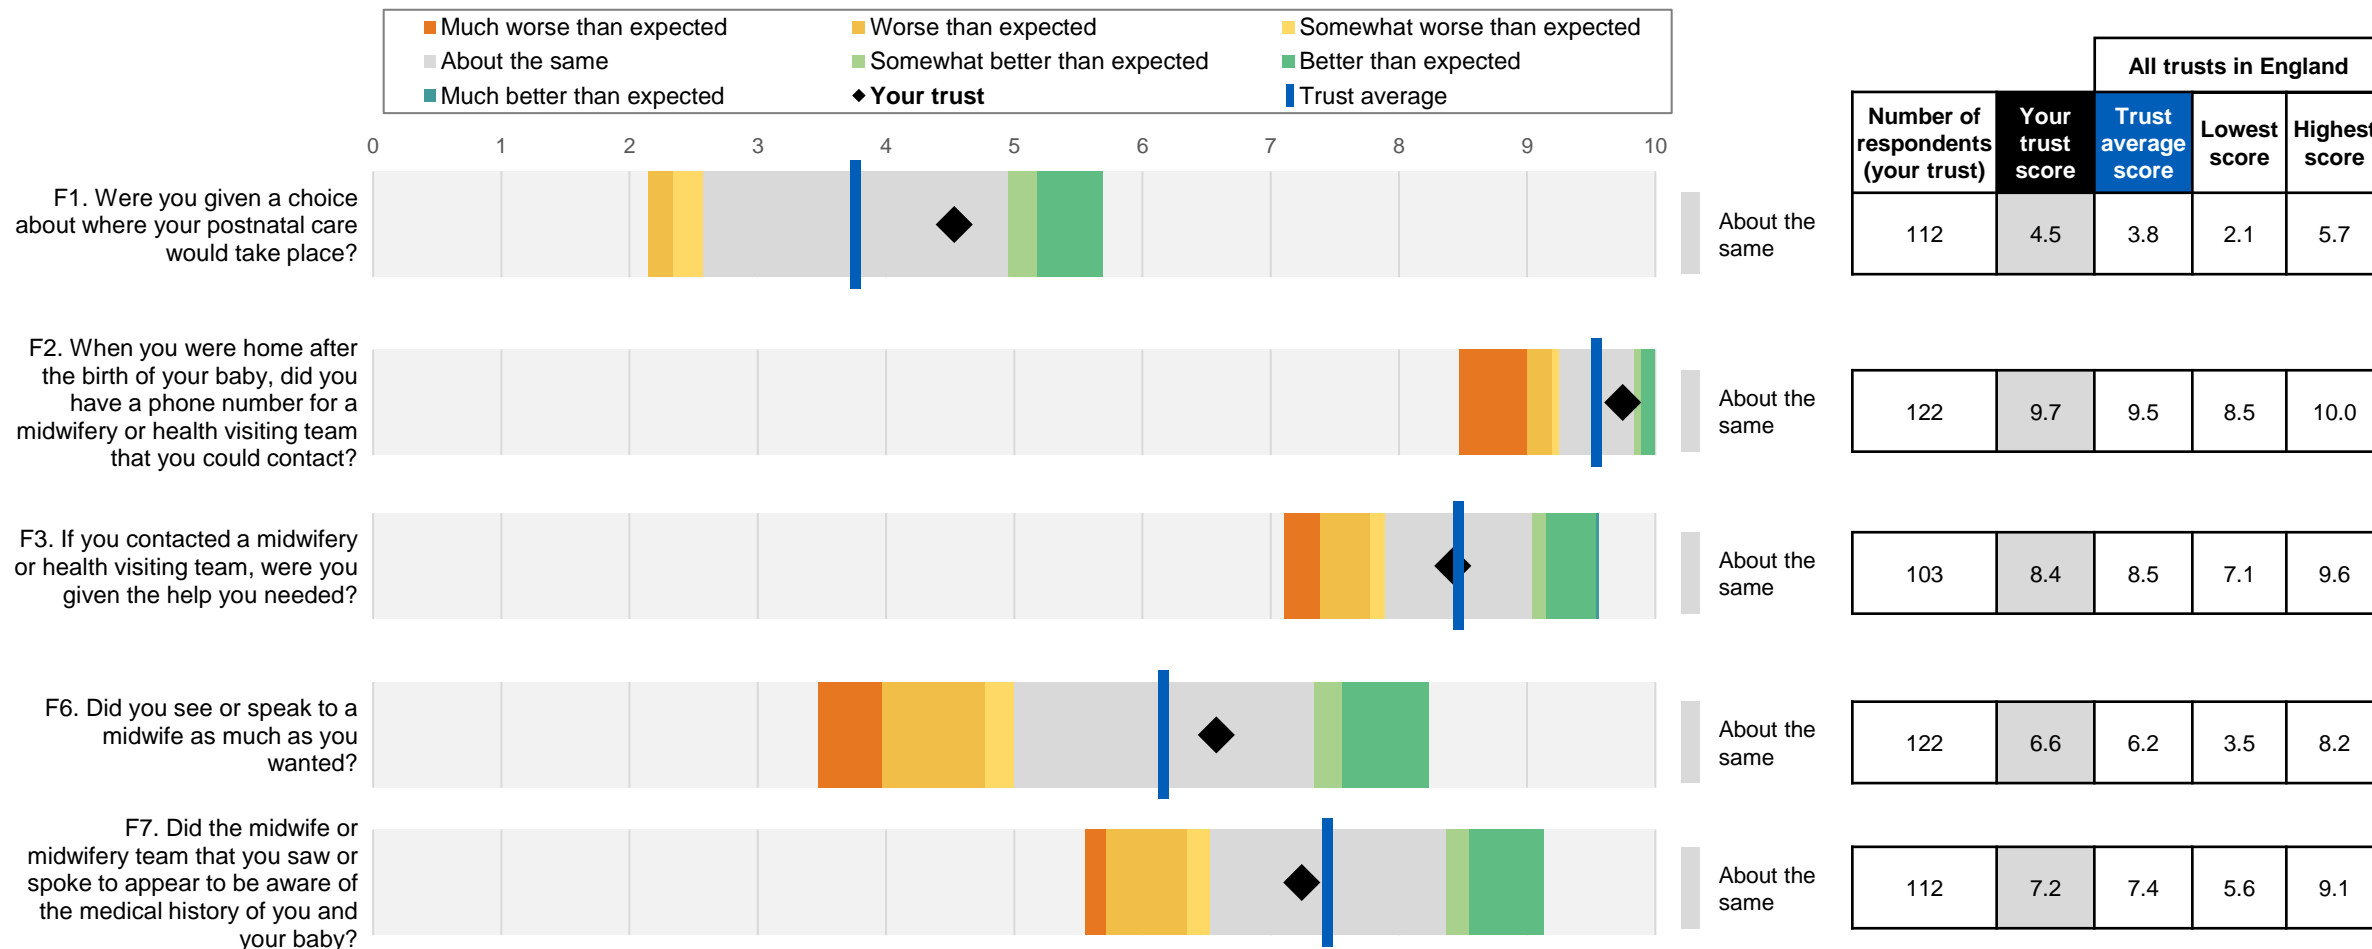 Much worse than expected
Worse than expected
Somewhat worse than expected
About the same
Somewhat better than expected
Better than expected
Much better than expected
Your trust
Trust average
All trusts in England
Number of respondents (your trust)
Your trust score
Trust average score
Lowest score
Highest score
0 1 2 3 4 5 6 7 8 9 10
F1. Were you given a choice
about where your postnatal care
would take place?
About the
same
112 4.5 3.8 2.1 5.7
F2. When you were home after
the birth of your baby, did you
have a phone number for a
midwifery or health visiting team
that you could contact?
About the
same
122 9.7 9.5 8.5 10.0
F3. If you contacted a midwifery
or health visiting team, were you
given the help you needed?
About the
same
103 8.4 8.5 7.1 9.6
F6. Did you see or speak to a
midwife as much as you
wanted?
About the
same
122 6.6 6.2 3.5 8.2
F7. Did the midwife or
midwifery team that you saw or
spoke to appear to be aware of
the medical history of you and
your baby?
About the
same
112 7.2 7.4 5.6 9.1